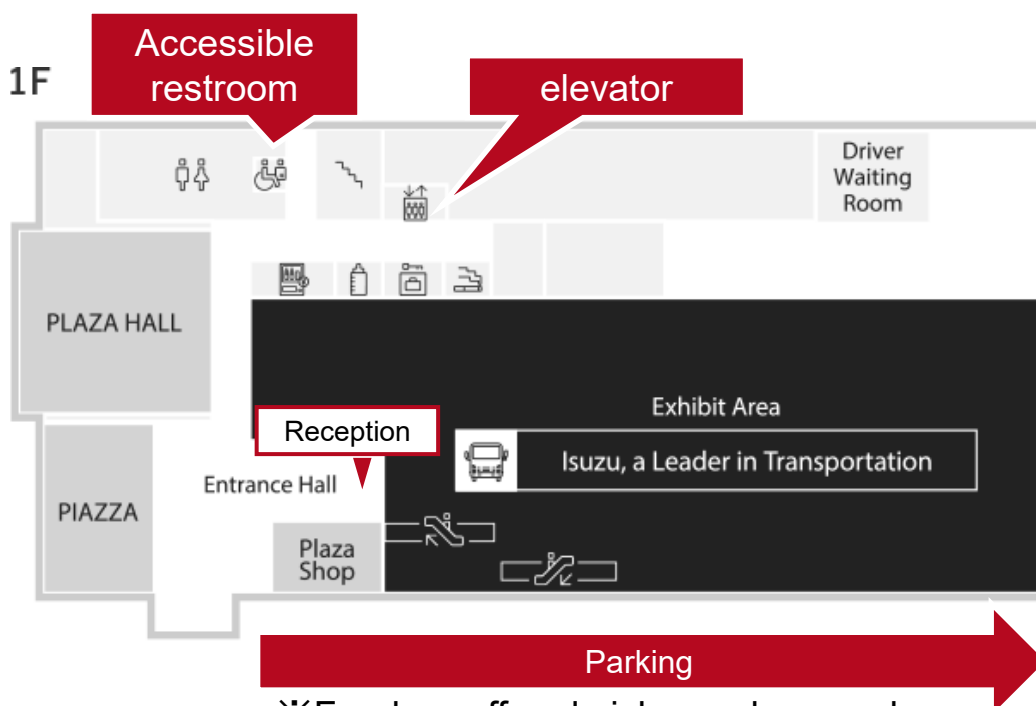 1F
Accessible
restroom
elevator
Driver
Waiting
Room
PLAZA HALL
Exhibit Area
Reception
Isuzu, a Leader in Transportation
Entrance Hall
PIAZZA
Plaza
Shop
Parking